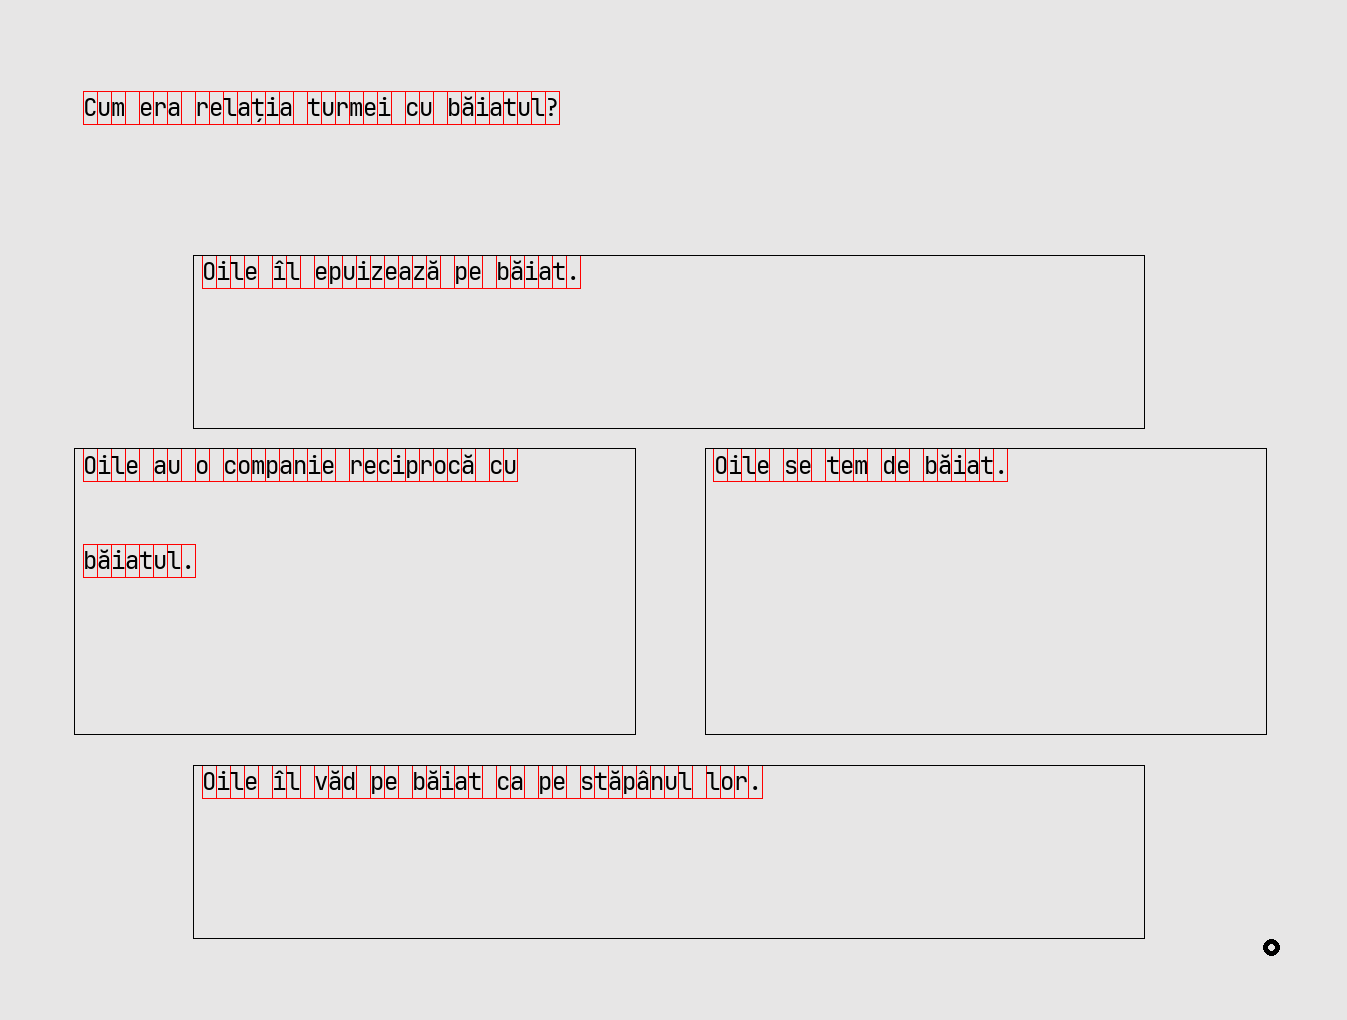 Cum era relația turmei cu băiatul?
Oile îl epuizează pe băiat.
Oile au o companie reciprocă cu
băiatul.
Oile se tem de băiat.
Oile îl văd pe băiat ca pe stăpânul lor.